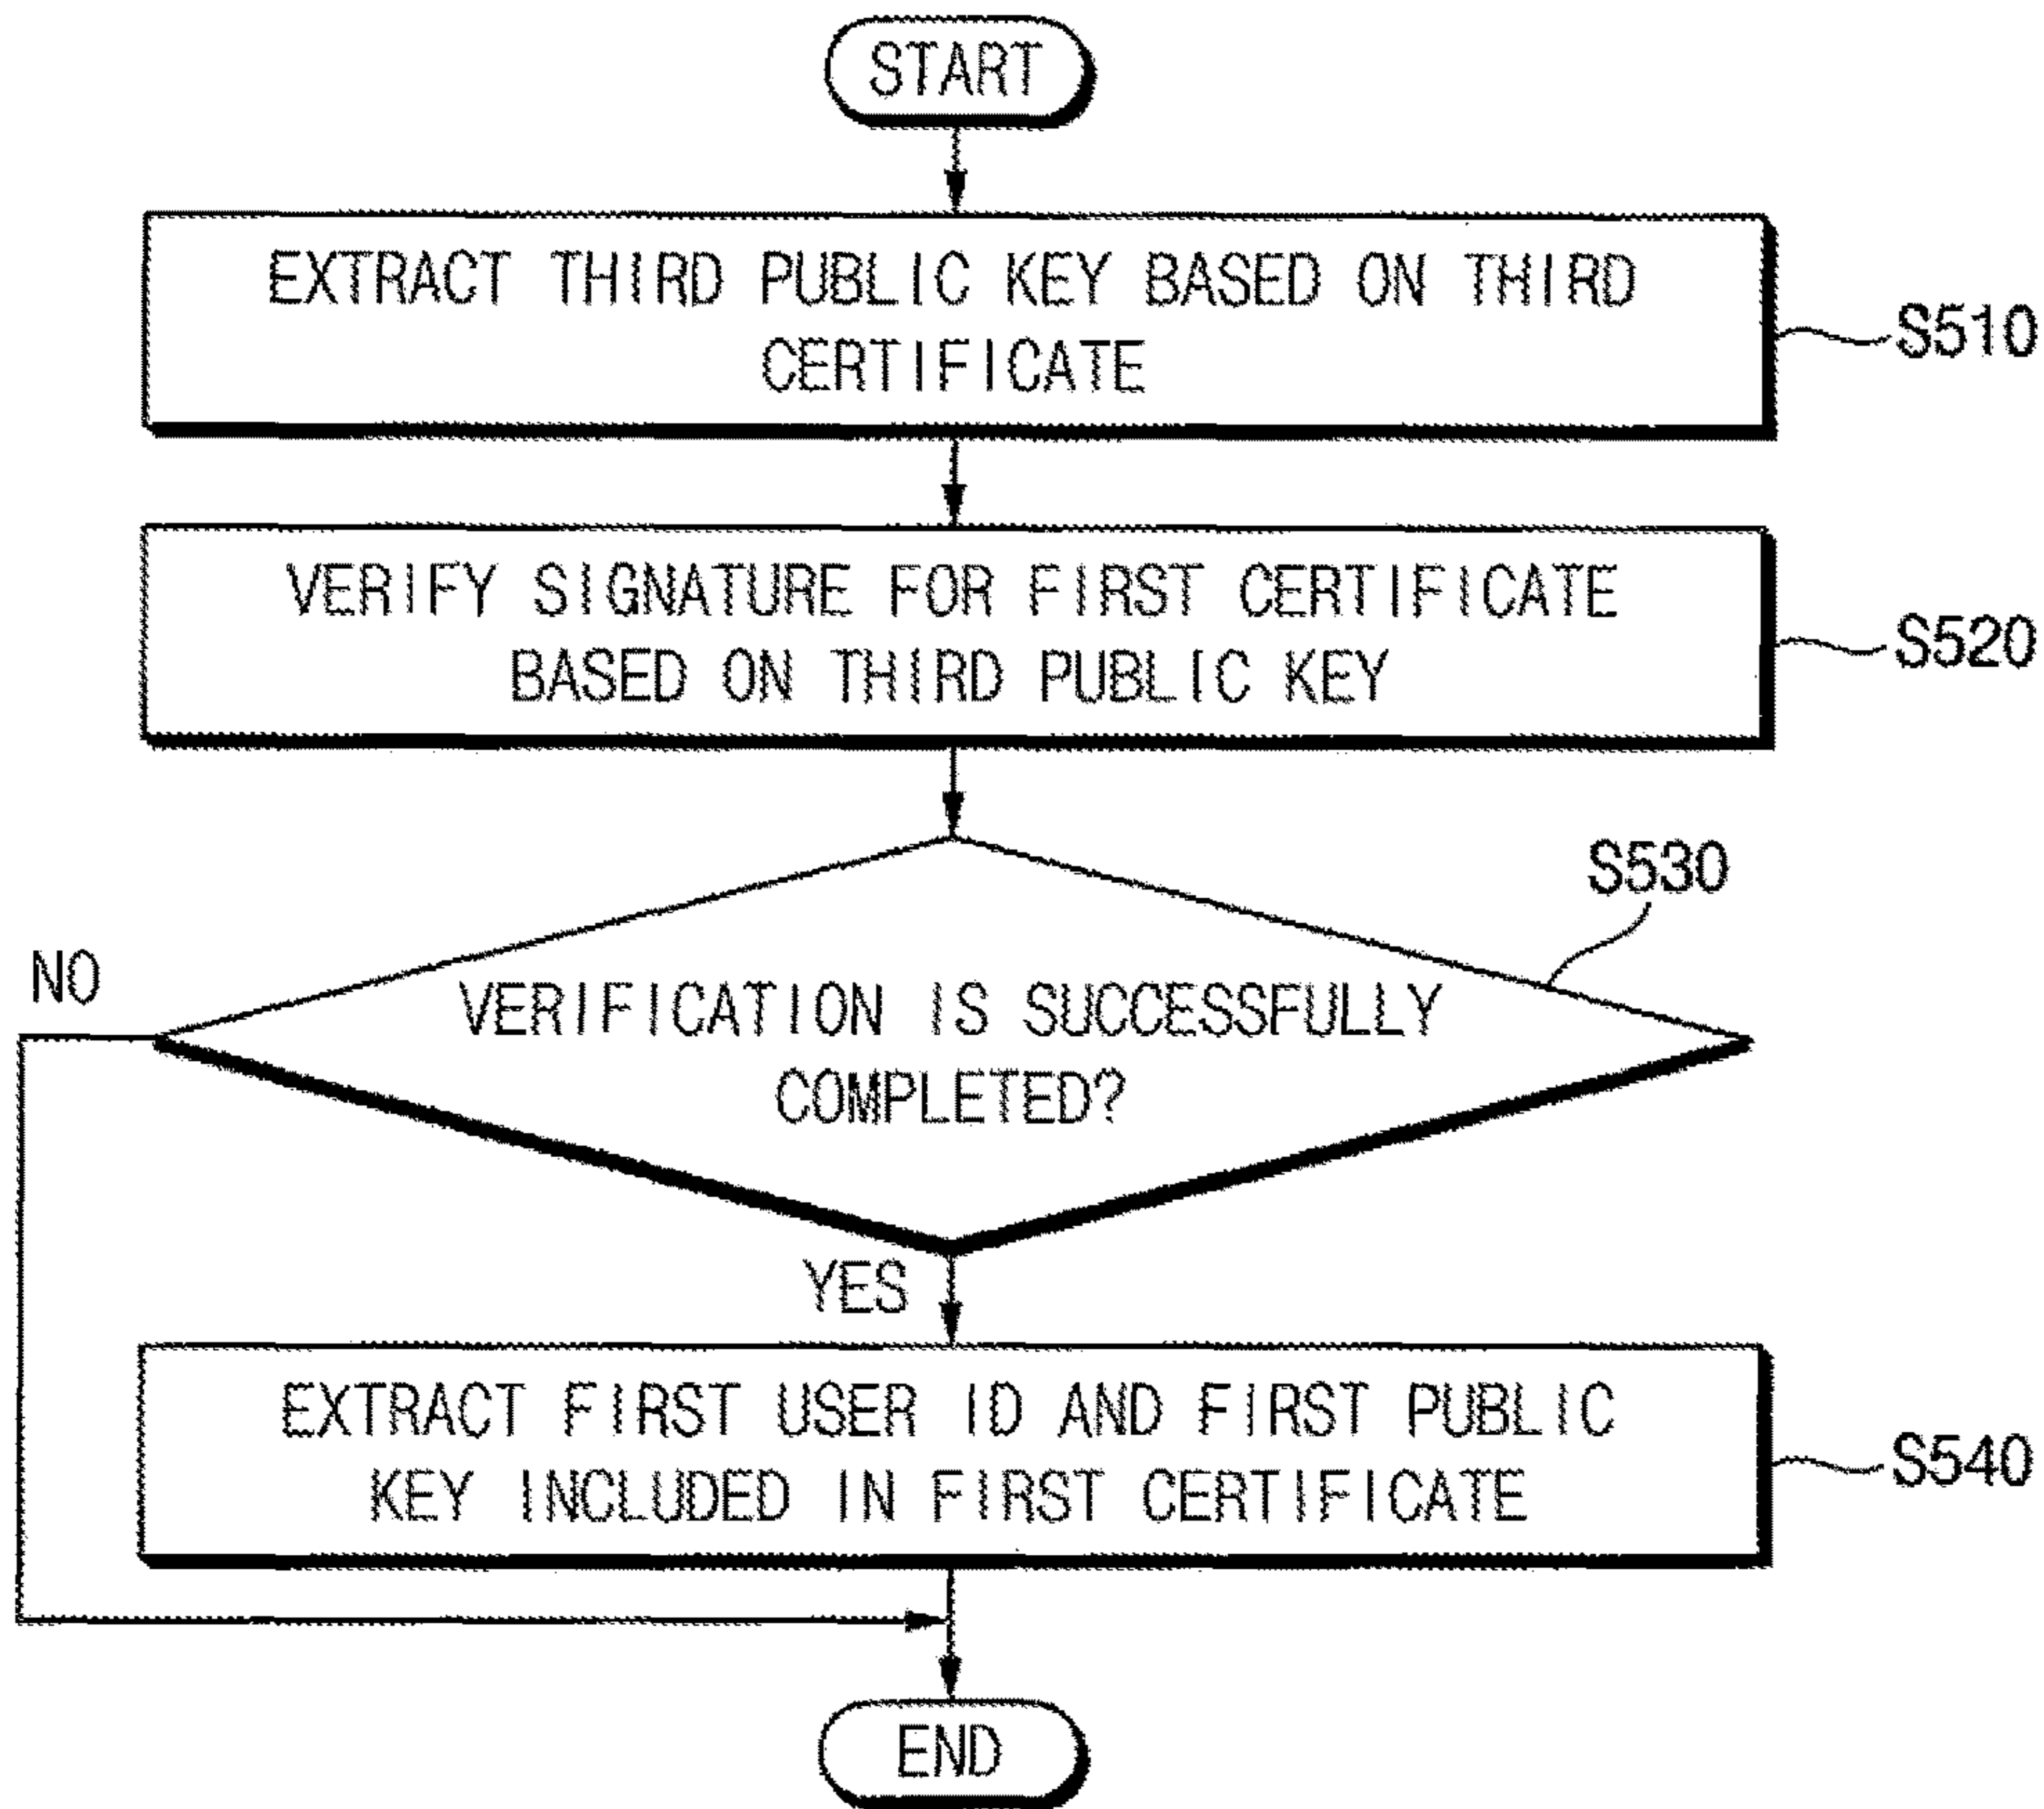 START
EXTRACT THIRD PUBLIC KEY BASED ON THIRD
CERTIFICATE
S510
VERIFY SIGNATURE FOR FIRST CERTIFICATE
BASED ON THIRD PUBLIC KEY
S520
S530
NO
VERIFICATION IS SUCCESSFULLY
COMPLETED?
YES
EXTRACT FIRST USER ID AND FIRST PUBLIC
KEY INCLUDED IN FIRST CERTIFICATE
S540
END